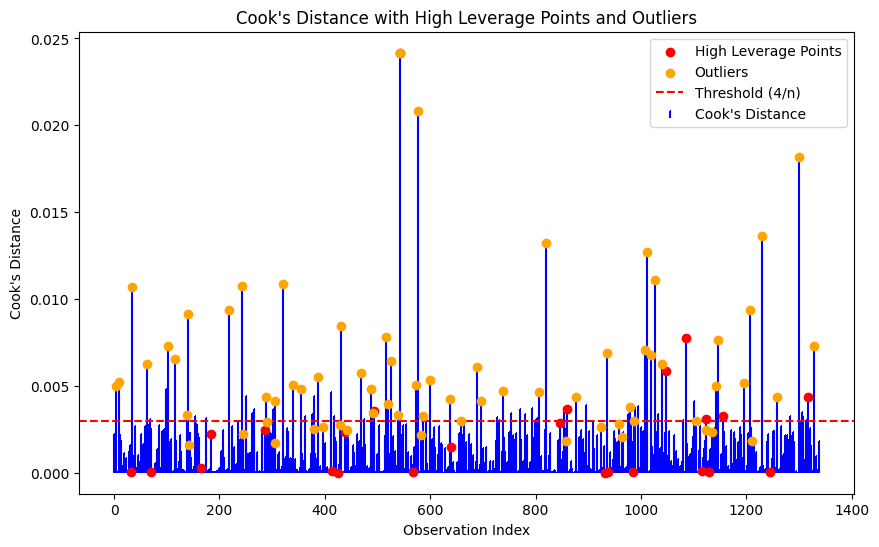 Cook's Distance with High Leverage Points and Outliers
High Leverage Points
Outliers
Threshold (4/n)
Cook's Distance
Cook's Distance
0.025
0.020
0.015
0.010
0.005
0.000
0
200
400
600
800
1000
1200
1400
Observation Index